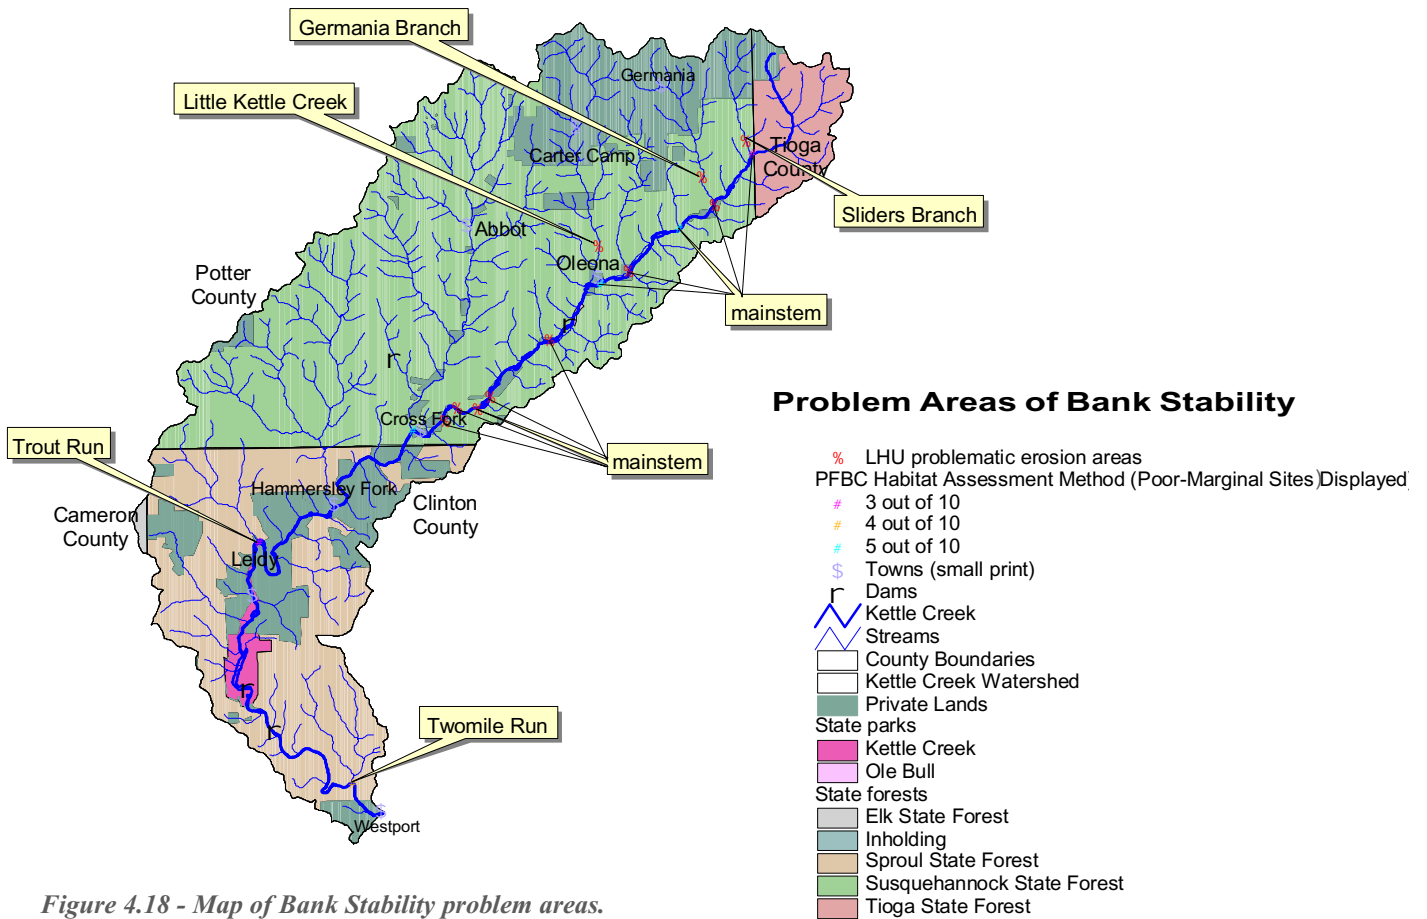 Germania Branch
Germania
Little Kettle Creek
Carter Camp
Tioga
County
Sliders Branch
Abbot
Oleona
Potter
County
mainstem
r
r
Cross Fork
mainstem
Trout Run
Hammersley Fork
Clinton
County
Cameron
County
Leidy
r
r
Twomile Run
Westport
Problem Areas of Bank Stability
% LHU problematic erosion areas
PFBC Habitat Assessment Method (Poor-Marginal Sites)Displayed)
# 3 out of 10
# 4 out of 10
# 5 out of 10
$ Towns (small print)
r Dams
Kettle Creek
Streams
County Boundaries
Kettle Creek Watershed
Private Lands
State parks
Kettle Creek
Ole Bull
State forests
Elk State Forest
Inholding
Sproul State Forest
Susquehannock State Forest
Tioga State Forest
Figure 4.18 - Map of Bank Stability problem areas.